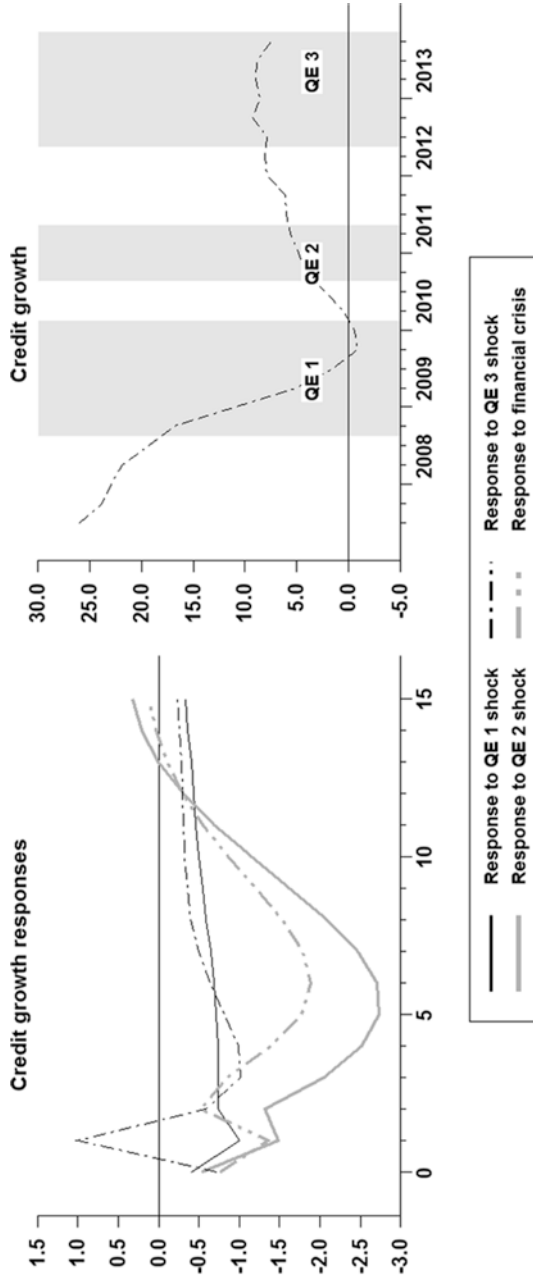 Credit growth responses
1.5
1.0
0.5
0.0
-0.5
-1.0
-1.5
-2.0
-2.5
-3.0
0 5 10 15
Credit growth
30.0
25.0
20.0
15.0
10.0
5.0
0.0
-5.0
QE 1 QE 2 QE 3
2008 2009 2010 2011 2012 2013
Response to QE 1 shock Response to QE 3 shock
Response to QE 2 shock Response to financial crisis